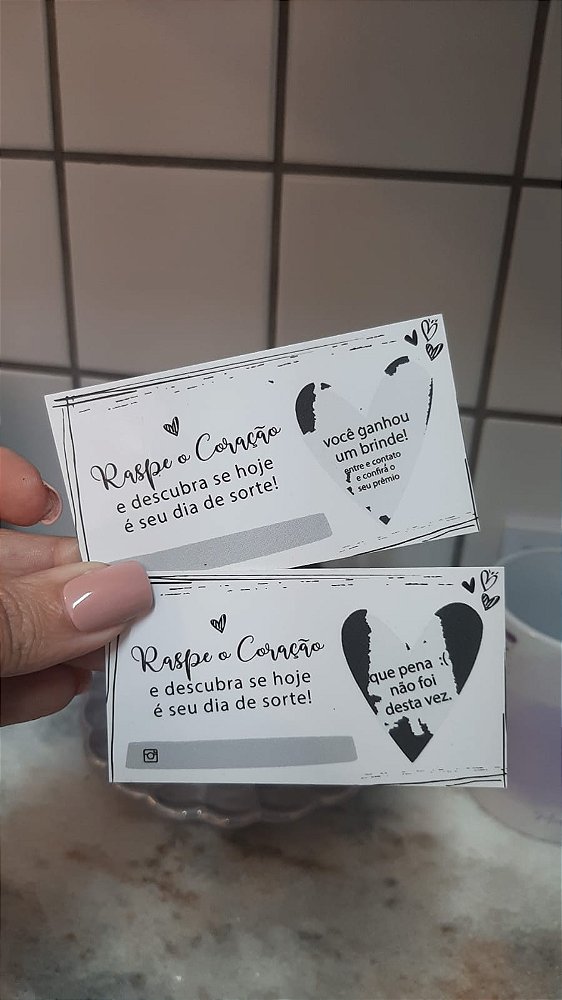 Raspe o Coração
e descubra se hoje
é seu dia de sorte!
você ganhou
um brinde!
entre e contato
e confirá o
seu prêmio
Raspe o Coração
e descubra se hoje
é seu dia de sorte!
que pena :(
não foi
desta vez.